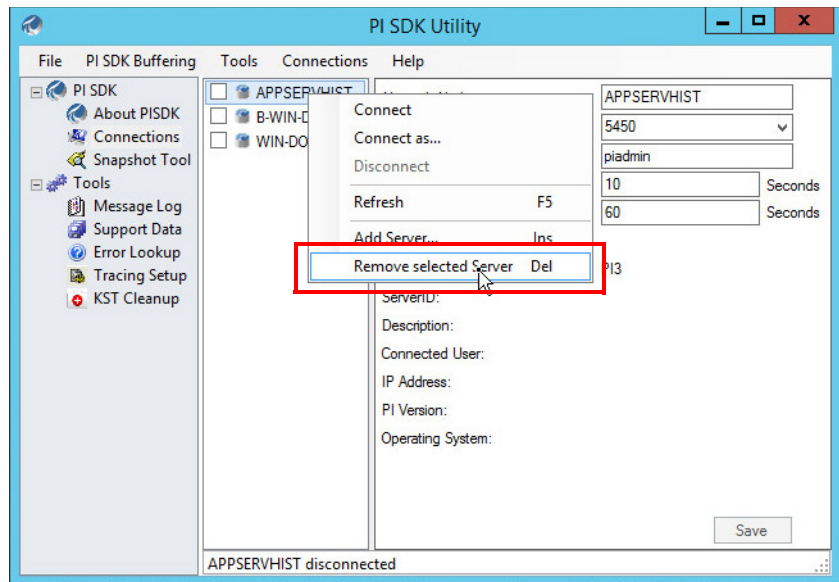 PI SDK Utility
File PI SDK Buffering Tools Connections Help
PI SDK
About PISDK
Connections
Snapshot Tool
Tools
Message Log
Support Data
Error Lookup
Tracing Setup
KST Cleanup
APPSERVHIST
B-WIN-D
WIN-DO
Connect
Connect as...
Disconnect
Refresh F5
Add Server... Ins
Remove selected Server Del
APPSERVHIST
5450
piadmin
10 Seconds
60 Seconds
PI3
ServerID:
Description:
Connected User:
IP Address:
PI Version:
Operating System:
Save
APPSERVHIST disconnected